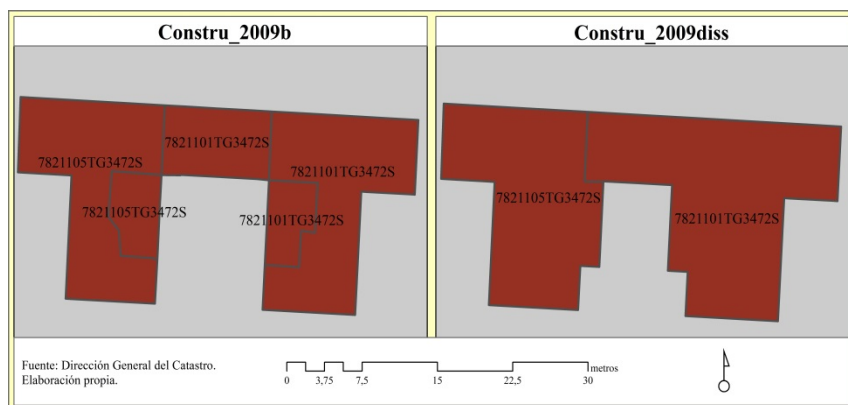 Constru_2009b
Constru_2009diss
7821101TG3472S
7821105TG3472S
7821101TG3472S
7821105TG3472S
7821101TG3472S
7821105TG3472S
7821101TG3472S
Fuente: Dirección General del Catastro.
Elaboración propia.
metros
0 3,75 7,5 15 22,5 30